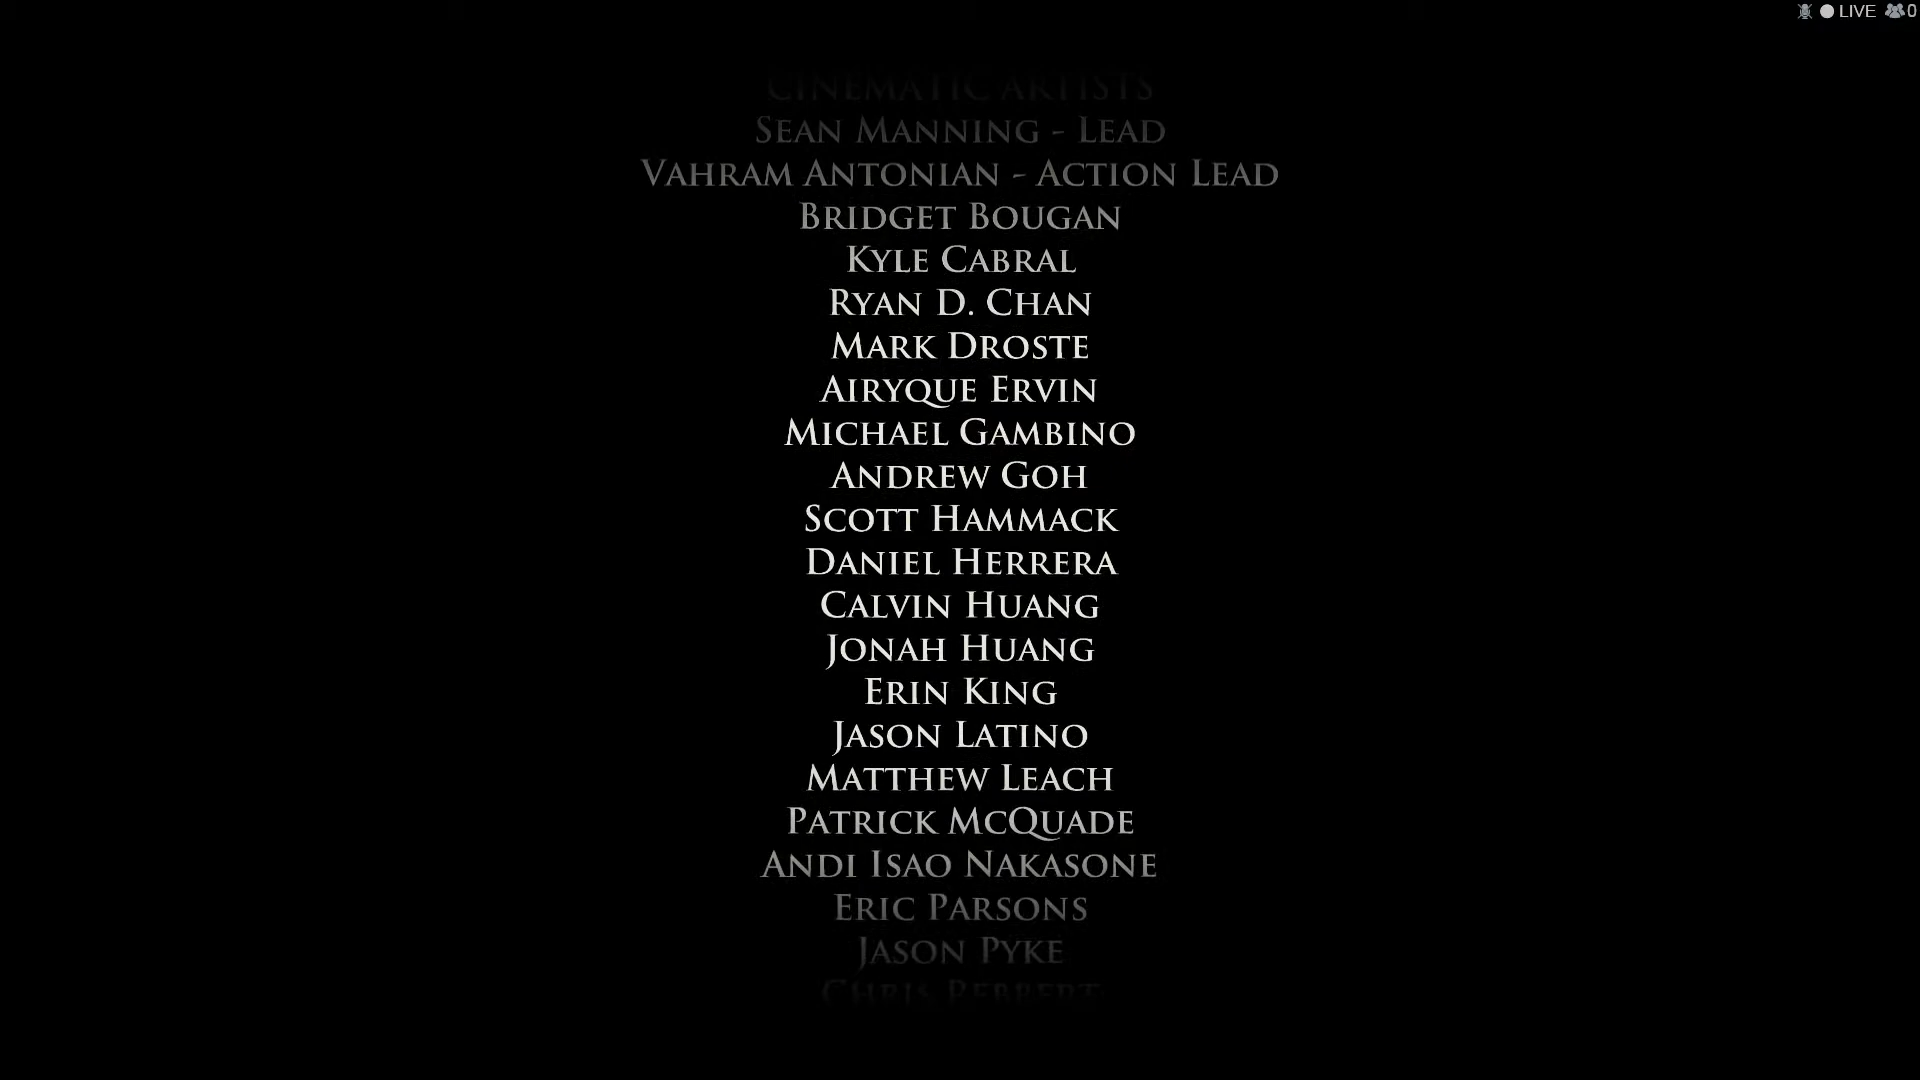 LIVE 0
CINEMATIC ARTISTS
SEAN MANNING - LEAD
VAHRAM ANTONIAN - ACTION LEAD
BRIDGET BOUGAN
KYLE CABRAL
RYAN D. CHAN
MARK DROSTE
AIRYQUE ERVIN
MICHAEL GAMBINO
ANDREW GOH
SCOTT HAMMACK
DANIEL HERRERA
CALVIN HUANG
JONAH HUANG
ERIN KING
JASON LATINO
MATTHEW LEACH
PATRICK MCQUADE
ANDI ISAO NAKASONE
ERIC PARSONS
JASON PYKE
CHRIS